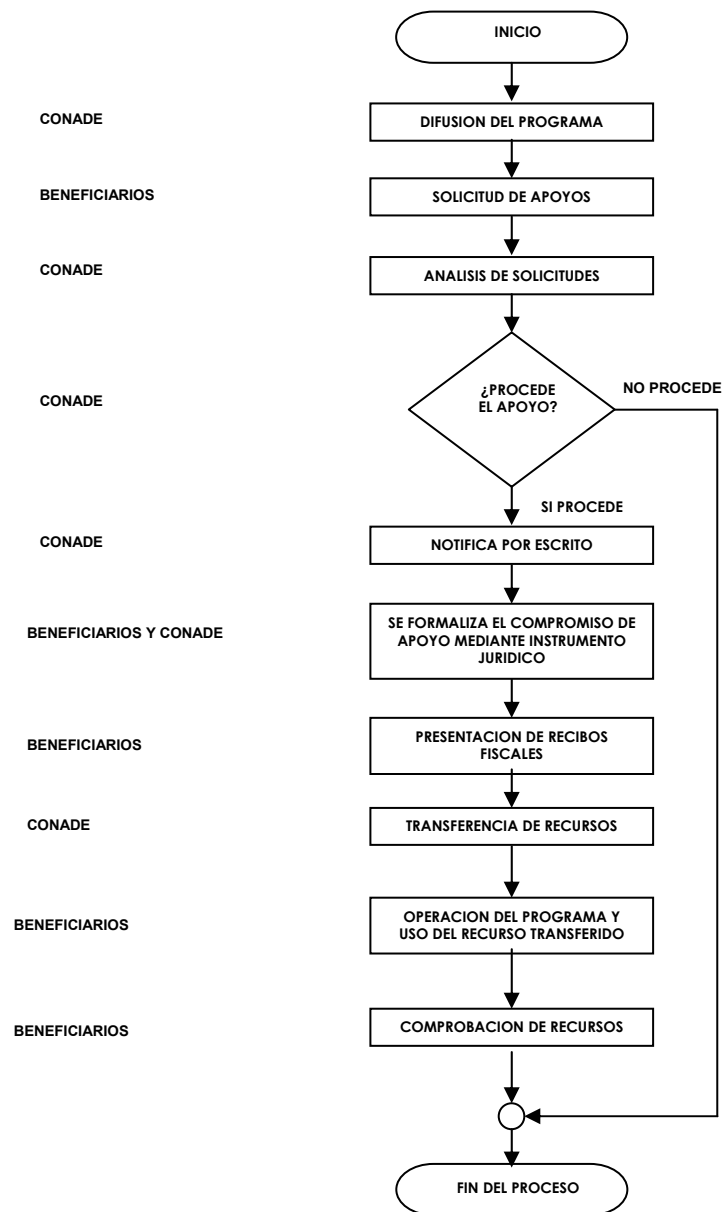 INICIO
CONADE
DIFUSION DEL PROGRAMA
BENEFICIARIOS
SOLICITUD DE APOYOS
CONADE
ANALISIS DE SOLICITUDES
CONADE
¿PROCEDE
EL APOYO?
NO PROCEDE
SI PROCEDE
CONADE
NOTIFICA POR ESCRITO
BENEFICIARIOS Y CONADE
SE FORMALIZA EL COMPROMISO DE
APOYO MEDIANTE INSTRUMENTO
JURIDICO
BENEFICIARIOS
PRESENTACION DE RECIBOS
FISCALES
CONADE
TRANSFERENCIA DE RECURSOS
BENEFICIARIOS
OPERACION DEL PROGRAMA Y
USO DEL RECURSO TRANSFERIDO
BENEFICIARIOS
COMPROBACION DE RECURSOS
FIN DEL PROCESO